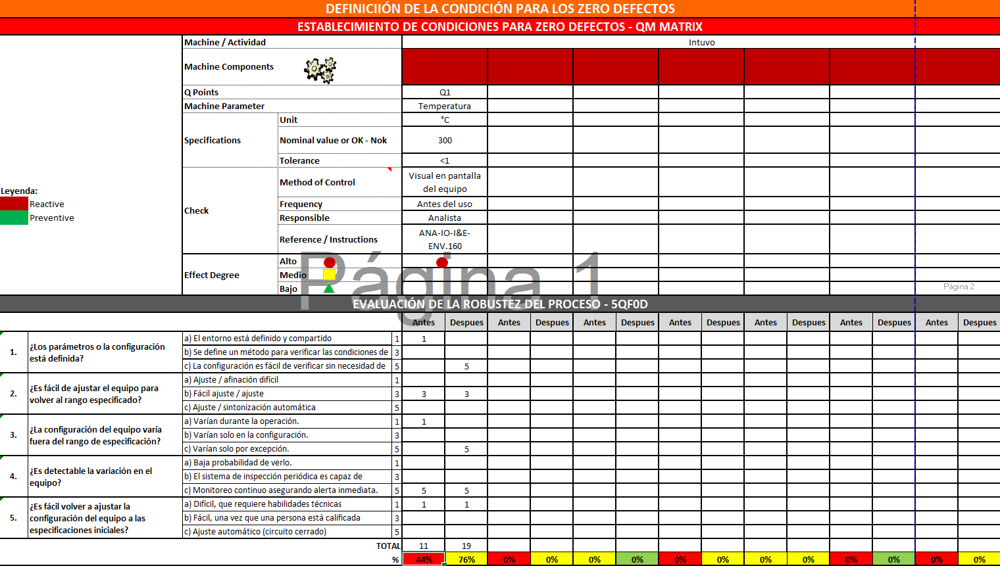 DEFINICIIÓN DE LA CONDICIÓN PARA LOS ZERO DEFECTOS
ESTABLECIMIENTO DE CONDICIONES PARA ZERO DEFECTOS - QM MATRIX
Machine / Actividad Intuvo
Machine Components
Q Points Q1
Machine Parameter Temperatura
Specifications
Unit °C
Nominal value or OK - Nok 300
Tolerance <1
Check
Method of Control Visual en pantalla
del equipo
Frequency Antes del uso
Responsible Analista
Reference / Instructions ANA-IO-I&E-
ENV.160
Leyenda:
Reactive
Preventive
Effect Degree
Alto
Medio
Bajo
Página 1
Página 2
EVALUACIÓN DE LA ROBUSTEZ DEL PROCESO - 5QF0D
Antes Despues Antes Despues Antes Despues Antes Despues Antes Despues Antes Despues Antes Despues
1. ¿Los parámetros o la configuración
está definida?
a) El entorno está definido y compartido 1 1
b) Se define un método para verificar las condiciones de 3
c) La configuración es fácil de verificar sin necesidad de 5 5
2. ¿Es fácil de ajustar el equipo para
volver al rango especificado?
a) Ajuste / afinación difícil 1
b) Fácil ajuste / ajuste 3 3 3
c) Ajuste / sintonización automática 5
3. ¿La configuración del equipo varía
fuera del rango de especificación?
a) Varían durante la operación. 1 1
b) Varían solo en la configuración. 3
c) Varían solo por excepción. 5 5
4. ¿Es detectable la variación en el
equipo?
a) Baja probabilidad de verlo. 1
b) El sistema de inspección periódica es capaz de 3
c) Monitoreo continuo asegurando alerta inmediata. 5 5 5
5. ¿Es fácil volver a ajustar la
configuración del equipo a las
especificaciones iniciales?
a) Difícil, que requiere habilidades técnicas 1 1 1
b) Fácil, una vez que una persona está calificada 3
c) Ajuste automático (circuito cerrado) 5
TOTAL 11 19
% 44% 76% 0% 0% 0% 0% 0% 0% 0% 0% 0% 0% 0% 0%